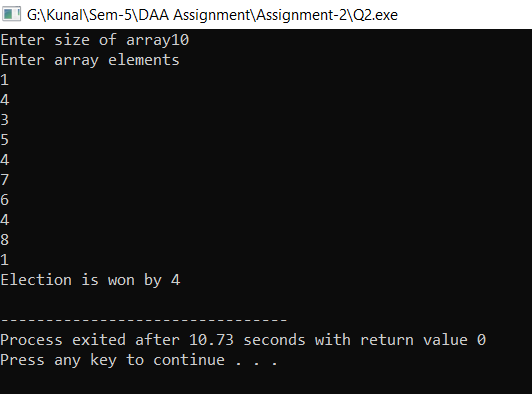 G:\Kunal\Sem-5\DAA Assignment\Assignment-2\Q2.exe
Enter size of array10
Enter array elements
1
4
3
5
4
7
6
4
8
1
Election is won by 4
--------------------------------
Process exited after 10.73 seconds with return value 0
Press any key to continue . . .